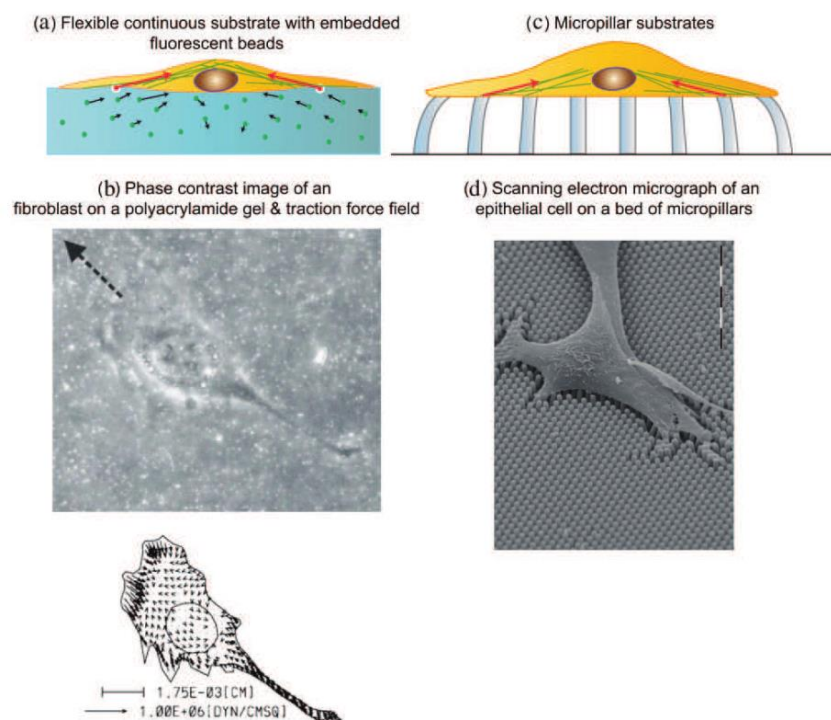 (a) Flexible continuous substrate with embedded
fluorescent beads
(c) Micropillar substrates
(b) Phase contrast image of an
fibroblast on a polyacrylamide gel & traction force field
(d) Scanning electron micrograph of an
epithelial cell on a bed of micropillars
1.75E-03[CM]
1.00E+06[DYN/CMSQ]